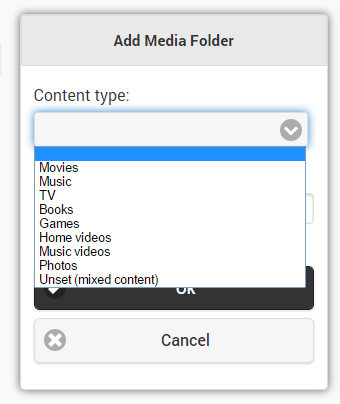 Add Media Folder
Content type:
Movies
Music
TV
Books
Games
Home videos
Music videos
Photos
Unset (mixed content)
Ok
Cancel